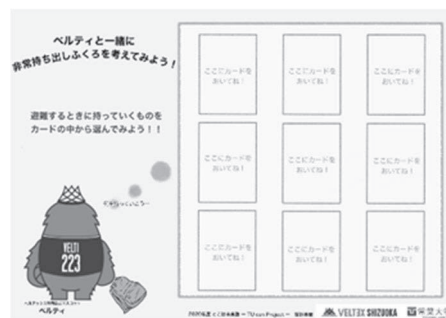 ベルティと一緒に
非常持ち出しふくろを考えてみよう！
避難するときに持っていくものを
カードの中から選んでみよう！！
VELTI
223
ベルティ
ここにカードを
おいてね！
ここにカードを
おいてね！
ここにカードを
おいてね！
ここにカードを
おいてね！
ここにカードを
おいてね！
ここにカードを
おいてね！
ここにカードを
おいてね！
ここにカードを
おいてね！
ここにカードを
おいてね！
VELTEX SHIZUOKA